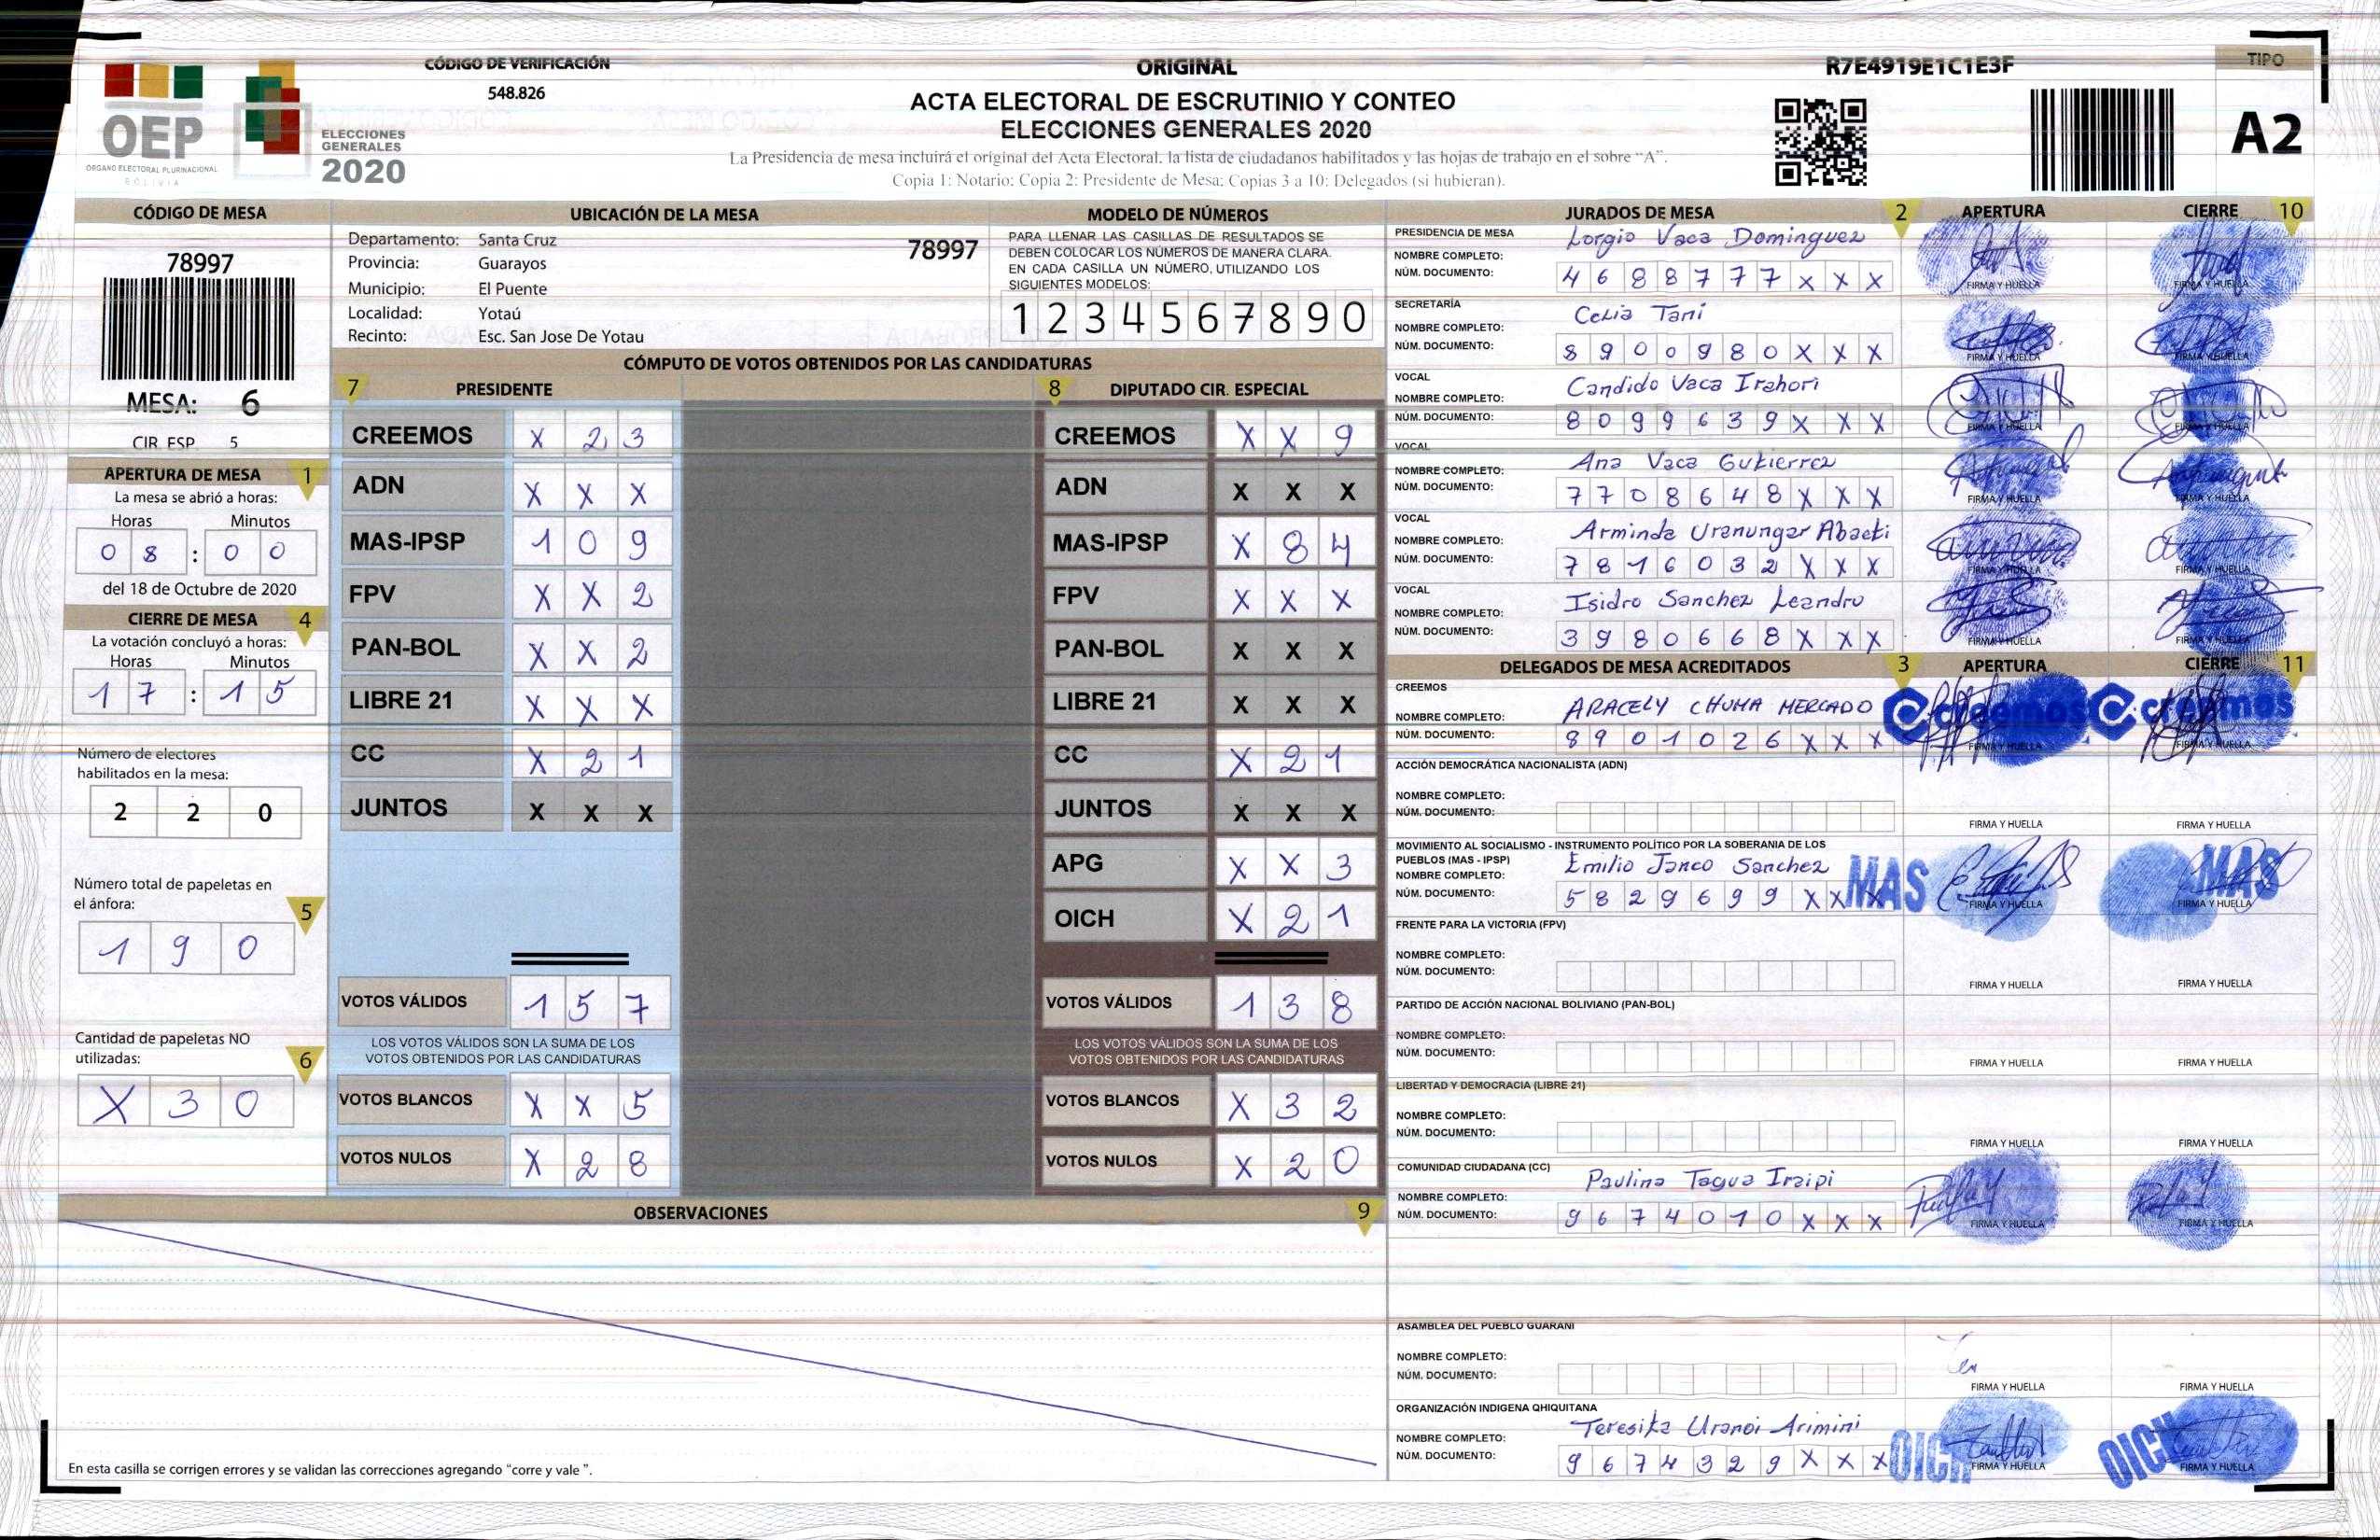 CÓDIGO DE VERIFICACIÓN
548.826
ORIGINAL
ACTA ELECTORAL DE ESCRUTINIO Y CONTEO
ELECCIONES GENERALES 2020
La Presidencia de mesa incluirá el original del Acta Electoral, la lista de ciudadanos habilitados y las hojas de trabajo en el sobre "A".
Copia 1: Notario; Copia 2: Presidente de Mesa; Copias 3 a 10: Delegados (si hubieran).
R7E4919E1C1E3F
TIPO
A2
OEP
ORGANO ELECTORAL PLURINACIONAL
BOLIVIA
ELECCIONES
GENERALES
2020
CÓDIGO DE MESA
78997
MESA: 6
CIR. ESP. 5
APERTURA DE MESA 1
La mesa se abrió a horas:
Horas Minutos
0 8 : 0 0
del 18 de Octubre de 2020
CIERRE DE MESA 4
La votación concluyó a horas:
Horas Minutos
1 7 : 1 5
Número de electores
habilitados en la mesa:
2 2 0
Número total de papeletas en
el ánfora: 5
1 9 0
Cantidad de papeletas NO
utilizadas: 6
X 3 0
UBICACIÓN DE LA MESA
Departamento: Santa Cruz 78997
Provincia: Guarayos
Municipio: El Puente
Localidad: Yotaú
Recinto: Esc. San Jose De Yotau
MODELO DE NÚMEROS
PARA LLENAR LAS CASILLAS DE RESULTADOS SE
DEBEN COLOCAR LOS NÚMEROS DE MANERA CLARA.
EN CADA CASILLA UN NÚMERO, UTILIZANDO LOS
SIGUIENTES MODELOS:
1 2 3 4 5 6 7 8 9 0
CÓMPUTO DE VOTOS OBTENIDOS POR LAS CANDIDATURAS
7 PRESIDENTE
CREEMOS X 2 3
ADN X X X
MAS-IPSP 1 0 9
FPV X X 2
PAN-BOL X X 2
LIBRE 21 X X X
CC X 2 1
JUNTOS X X X
VOTOS VÁLIDOS 1 5 7
LOS VOTOS VÁLIDOS SON LA SUMA DE LOS
VOTOS OBTENIDOS POR LAS CANDIDATURAS
VOTOS BLANCOS X X 5
VOTOS NULOS X 2 8
8 DIPUTADO CIR. ESPECIAL
CREEMOS X X 9
ADN X X X
MAS-IPSP X 8 4
FPV X X X
PAN-BOL X X X
LIBRE 21 X X X
CC X 2 1
JUNTOS X X X
APG X X 3
OICH X 2 1
VOTOS VÁLIDOS 1 3 8
LOS VOTOS VÁLIDOS SON LA SUMA DE LOS
VOTOS OBTENIDOS POR LAS CANDIDATURAS
VOTOS BLANCOS X 3 2
VOTOS NULOS X 2 0
OBSERVACIONES 9
En esta casilla se corrigen errores y se validan las correcciones agregando "corre y vale ".
JURADOS DE MESA 2 APERTURA CIERRE 10
PRESIDENCIA DE MESA
NOMBRE COMPLETO: Lorgio Vaca Dominguez
NÚM. DOCUMENTO: 4 6 8 8 7 7 7 X X X
FIRMA Y HUELLA FIRMA Y HUELLA
SECRETARÍA
NOMBRE COMPLETO: Celia Tani
NÚM. DOCUMENTO: 8 9 0 0 9 8 0 X X X
FIRMA Y HUELLA FIRMA Y HUELLA
VOCAL
NOMBRE COMPLETO: Candido Vaca Irahori
NÚM. DOCUMENTO: 8 0 9 9 6 3 9 X X X
FIRMA Y HUELLA FIRMA Y HUELLA
VOCAL
NOMBRE COMPLETO: Ana Vaca Gutierrez
NÚM. DOCUMENTO: 7 7 0 8 6 4 8 X X X
FIRMA Y HUELLA FIRMA Y HUELLA
VOCAL
NOMBRE COMPLETO: Arminda Uranungar Abaeti
NÚM. DOCUMENTO: 7 8 1 6 0 3 2 X X X
FIRMA Y HUELLA FIRMA Y HUELLA
VOCAL
NOMBRE COMPLETO: Isidro Sanchez Leandro
NÚM. DOCUMENTO: 3 9 8 0 6 6 8 X X X
FIRMA Y HUELLA FIRMA Y HUELLA
DELEGADOS DE MESA ACREDITADOS 3 APERTURA CIERRE 11
CREEMOS
NOMBRE COMPLETO: ARACELY CHUMA MERCADO
NÚM. DOCUMENTO: 8 9 0 1 0 2 6 X X X
creemos creemos
FIRMA Y HUELLA FIRMA Y HUELLA
ACCIÓN DEMOCRÁTICA NACIONALISTA (ADN)
NOMBRE COMPLETO:
NÚM. DOCUMENTO:
FIRMA Y HUELLA FIRMA Y HUELLA
MOVIMIENTO AL SOCIALISMO - INSTRUMENTO POLÍTICO POR LA SOBERANIA DE LOS
PUEBLOS (MAS - IPSP)
NOMBRE COMPLETO: Emilio Janco Sanchez
NÚM. DOCUMENTO: 5 8 2 9 6 9 9 X X X
MAS MAS
FIRMA Y HUELLA FIRMA Y HUELLA
FRENTE PARA LA VICTORIA (FPV)
NOMBRE COMPLETO:
NÚM. DOCUMENTO:
FIRMA Y HUELLA FIRMA Y HUELLA
PARTIDO DE ACCIÓN NACIONAL BOLIVIANO (PAN-BOL)
NOMBRE COMPLETO:
NÚM. DOCUMENTO:
FIRMA Y HUELLA FIRMA Y HUELLA
LIBERTAD Y DEMOCRACIA (LIBRE 21)
NOMBRE COMPLETO:
NÚM. DOCUMENTO:
FIRMA Y HUELLA FIRMA Y HUELLA
COMUNIDAD CIUDADANA (CC)
NOMBRE COMPLETO: Paulina Tagua Iraipi
NÚM. DOCUMENTO: 9 6 7 4 0 1 0 X X X
FIRMA Y HUELLA FIRMA Y HUELLA
ASAMBLEA DEL PUEBLO GUARANI
NOMBRE COMPLETO:
NÚM. DOCUMENTO:
FIRMA Y HUELLA FIRMA Y HUELLA
ORGANIZACIÓN INDIGENA QHIQUITANA
NOMBRE COMPLETO: Teresita Uranoi Arimini
NÚM. DOCUMENTO: 9 6 7 4 3 2 9 X X X
OICH OICH
FIRMA Y HUELLA FIRMA Y HUELLA